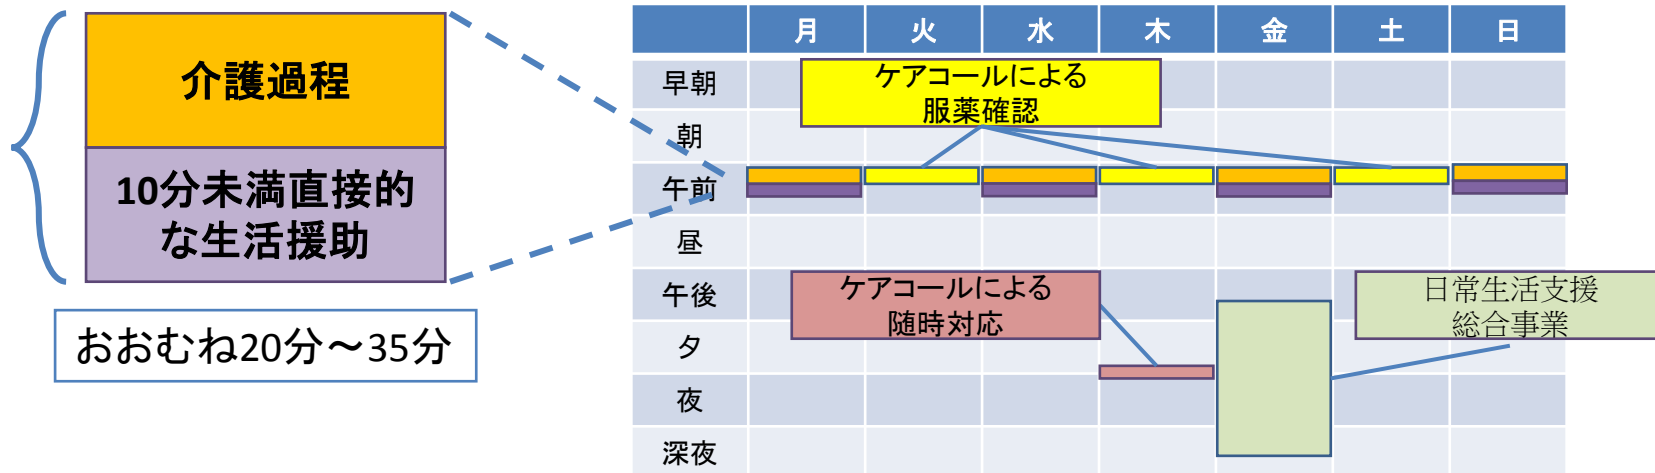 介護過程
10分未満直接的
な生活援助
おおむね20分～35分
月 火 水 木 金 土 日
早朝
ケアコールによる
服薬確認
朝
午前
昼
午後
ケアコールによる
随時対応
日常生活支援
総合事業
夕
夜
深夜